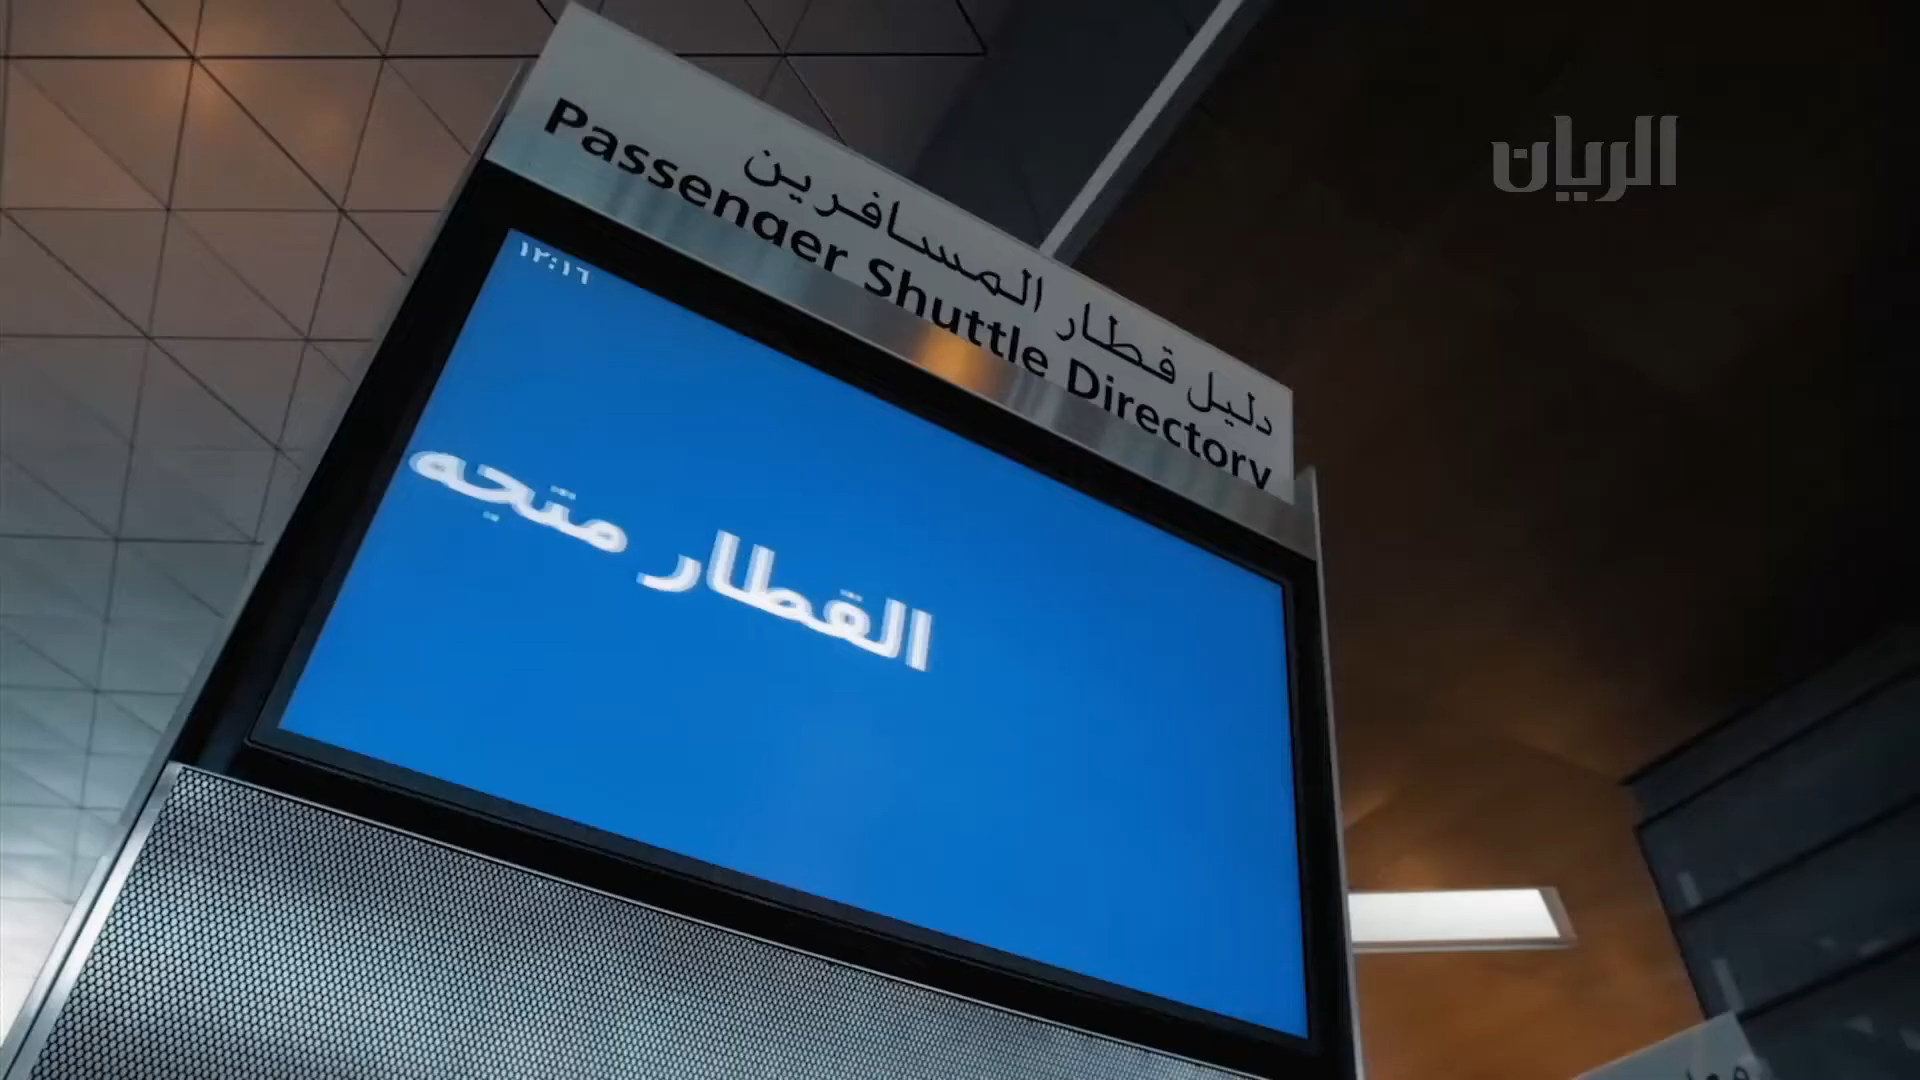 الريان
دليل قطار المسافرين
Passenger Shuttle Directory
١٢:١٦
القطار متجه